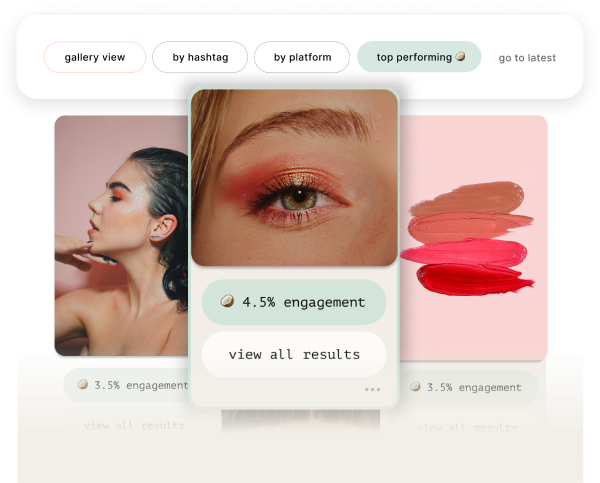 gallery view
by hashtag
by platform
top performing 🥥
go to latest
🥥 4.5% engagement
view all results
🥥 3.5% engagement
view all results
🥥 3.5% engagement
view all results